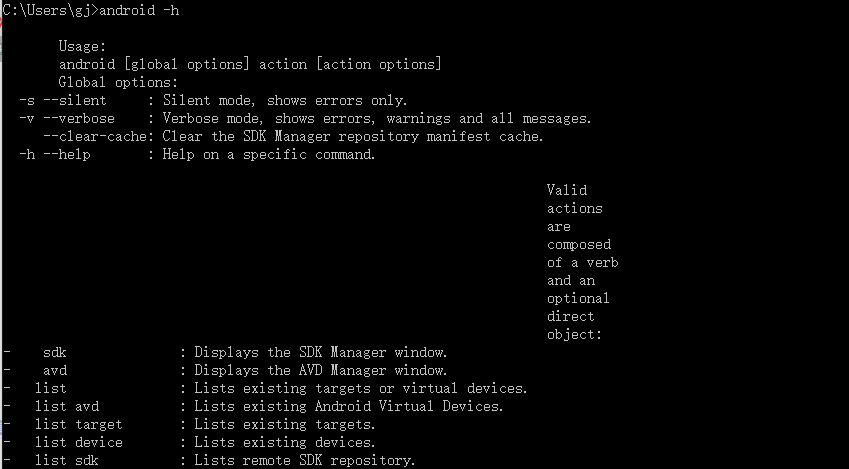 C:\Users\gj>android -h
Usage:
android [global options] action [action options]
Global options:
-s --silent     : Silent mode, shows errors only.
-v --verbose    : Verbose mode, shows errors, warnings and all messages.
--clear-cache: Clear the SDK Manager repository manifest cache.
-h --help       : Help on a specific command.
Valid
actions
are
composed
of a verb
and an
optional
direct
object:
-    sdk              : Displays the SDK Manager window.
-    avd              : Displays the AVD Manager window.
-   list              : Lists existing targets or virtual devices.
-   list avd          : Lists existing Android Virtual Devices.
-   list target       : Lists existing targets.
-   list device       : Lists existing devices.
-   list sdk          : Lists remote SDK repository.